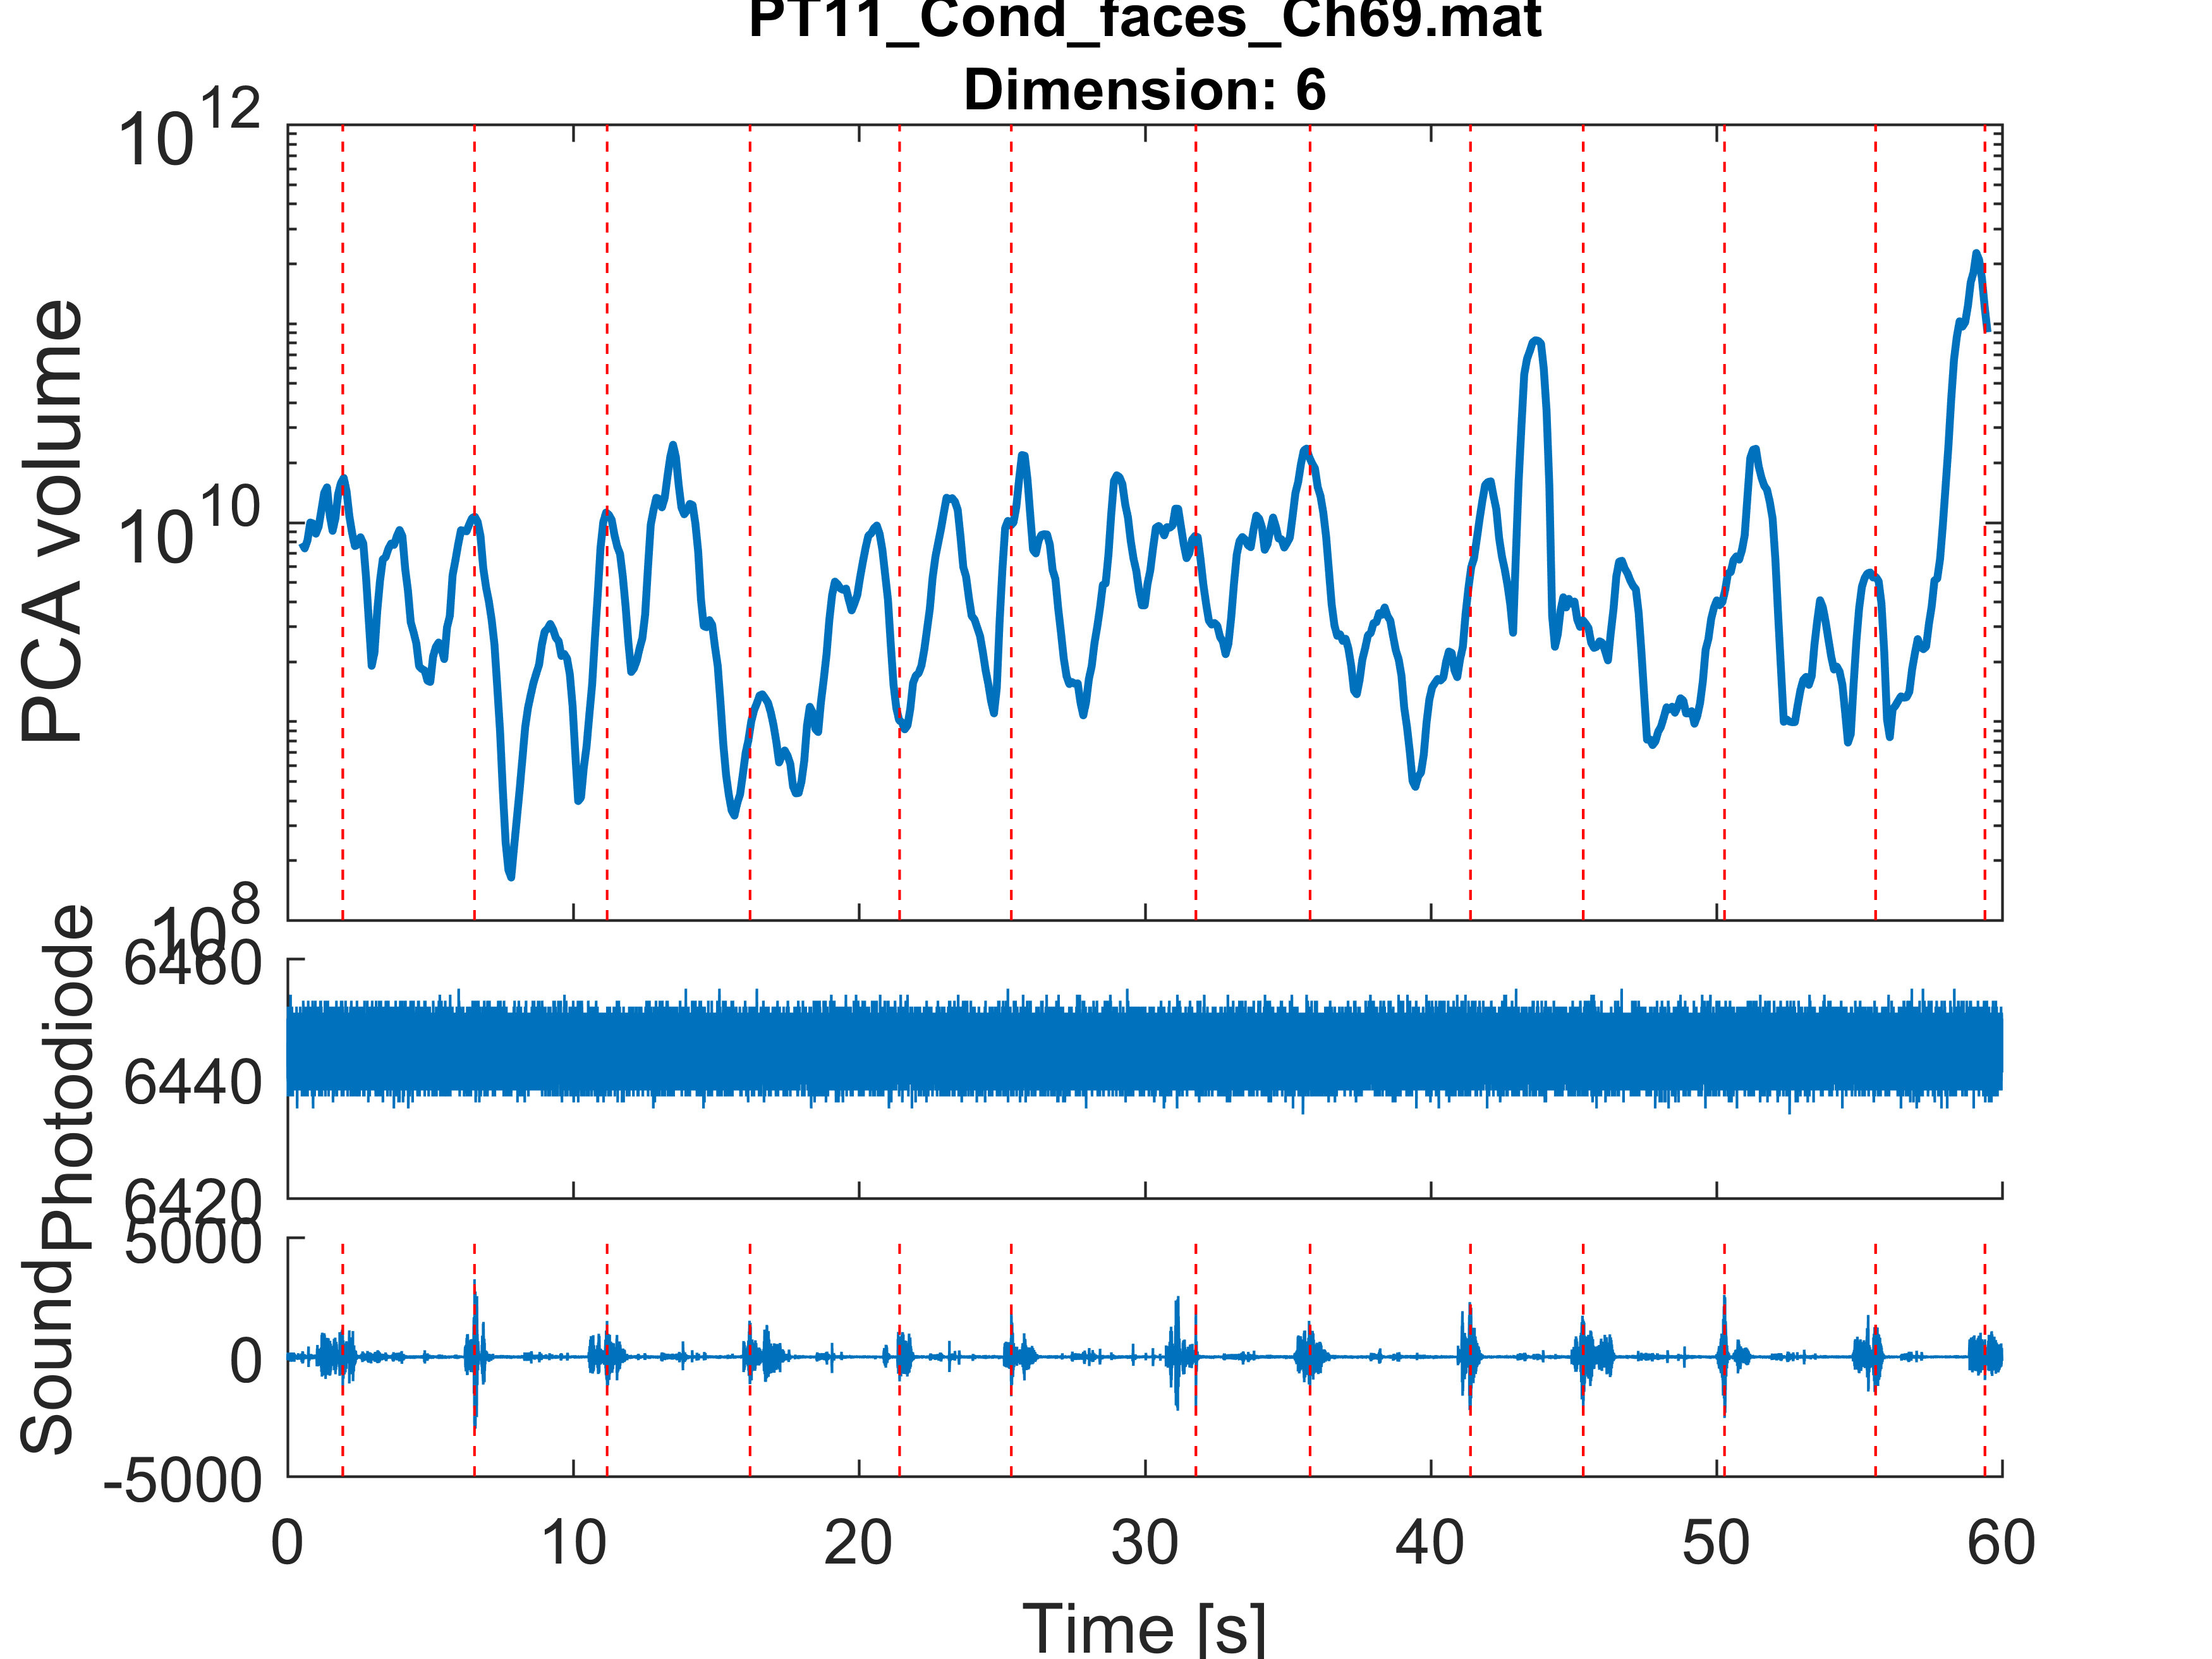 PT11_Cond_faces_Ch69.mat
Dimension: 6
PCA volume
10^12
10^10
10^8
Photodiode
6460
6440
6420
Sound
5000
0
-5000
0 10 20 30 40 50 60
Time [s]